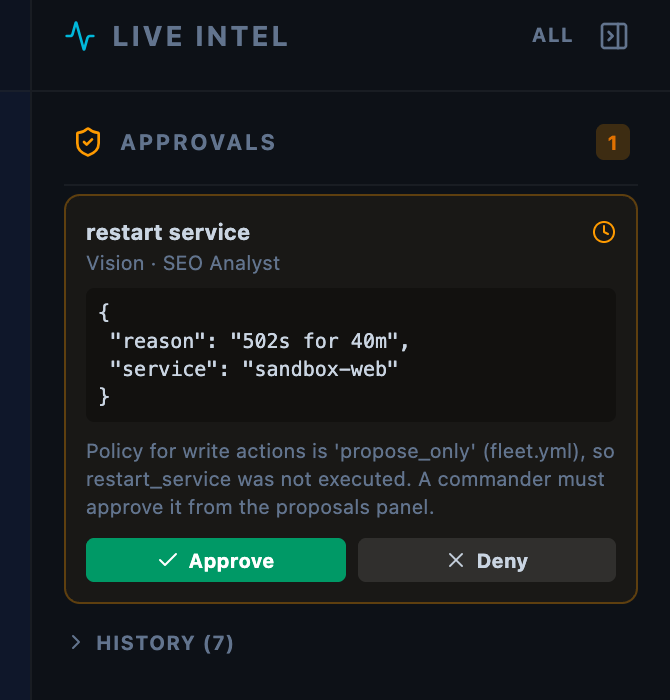 LIVE INTEL ALL
APPROVALS 1
restart service
Vision · SEO Analyst
{
"reason": "502s for 40m",
"service": "sandbox-web"
}
Policy for write actions is 'propose_only' (fleet.yml), so
restart_service was not executed. A commander must
approve it from the proposals panel.
Approve Deny
HISTORY (7)